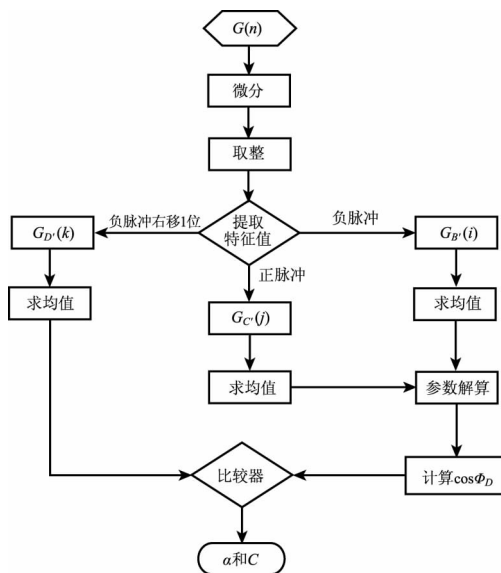 G(n)
微分
取整
提取
特征值
负脉冲右移1位
负脉冲
正脉冲
G_{D'}(k)
G_{B'}(i)
G_{C'}(j)
求均值
求均值
求均值
参数解算
比较器
计算cosΦ_D
α和C